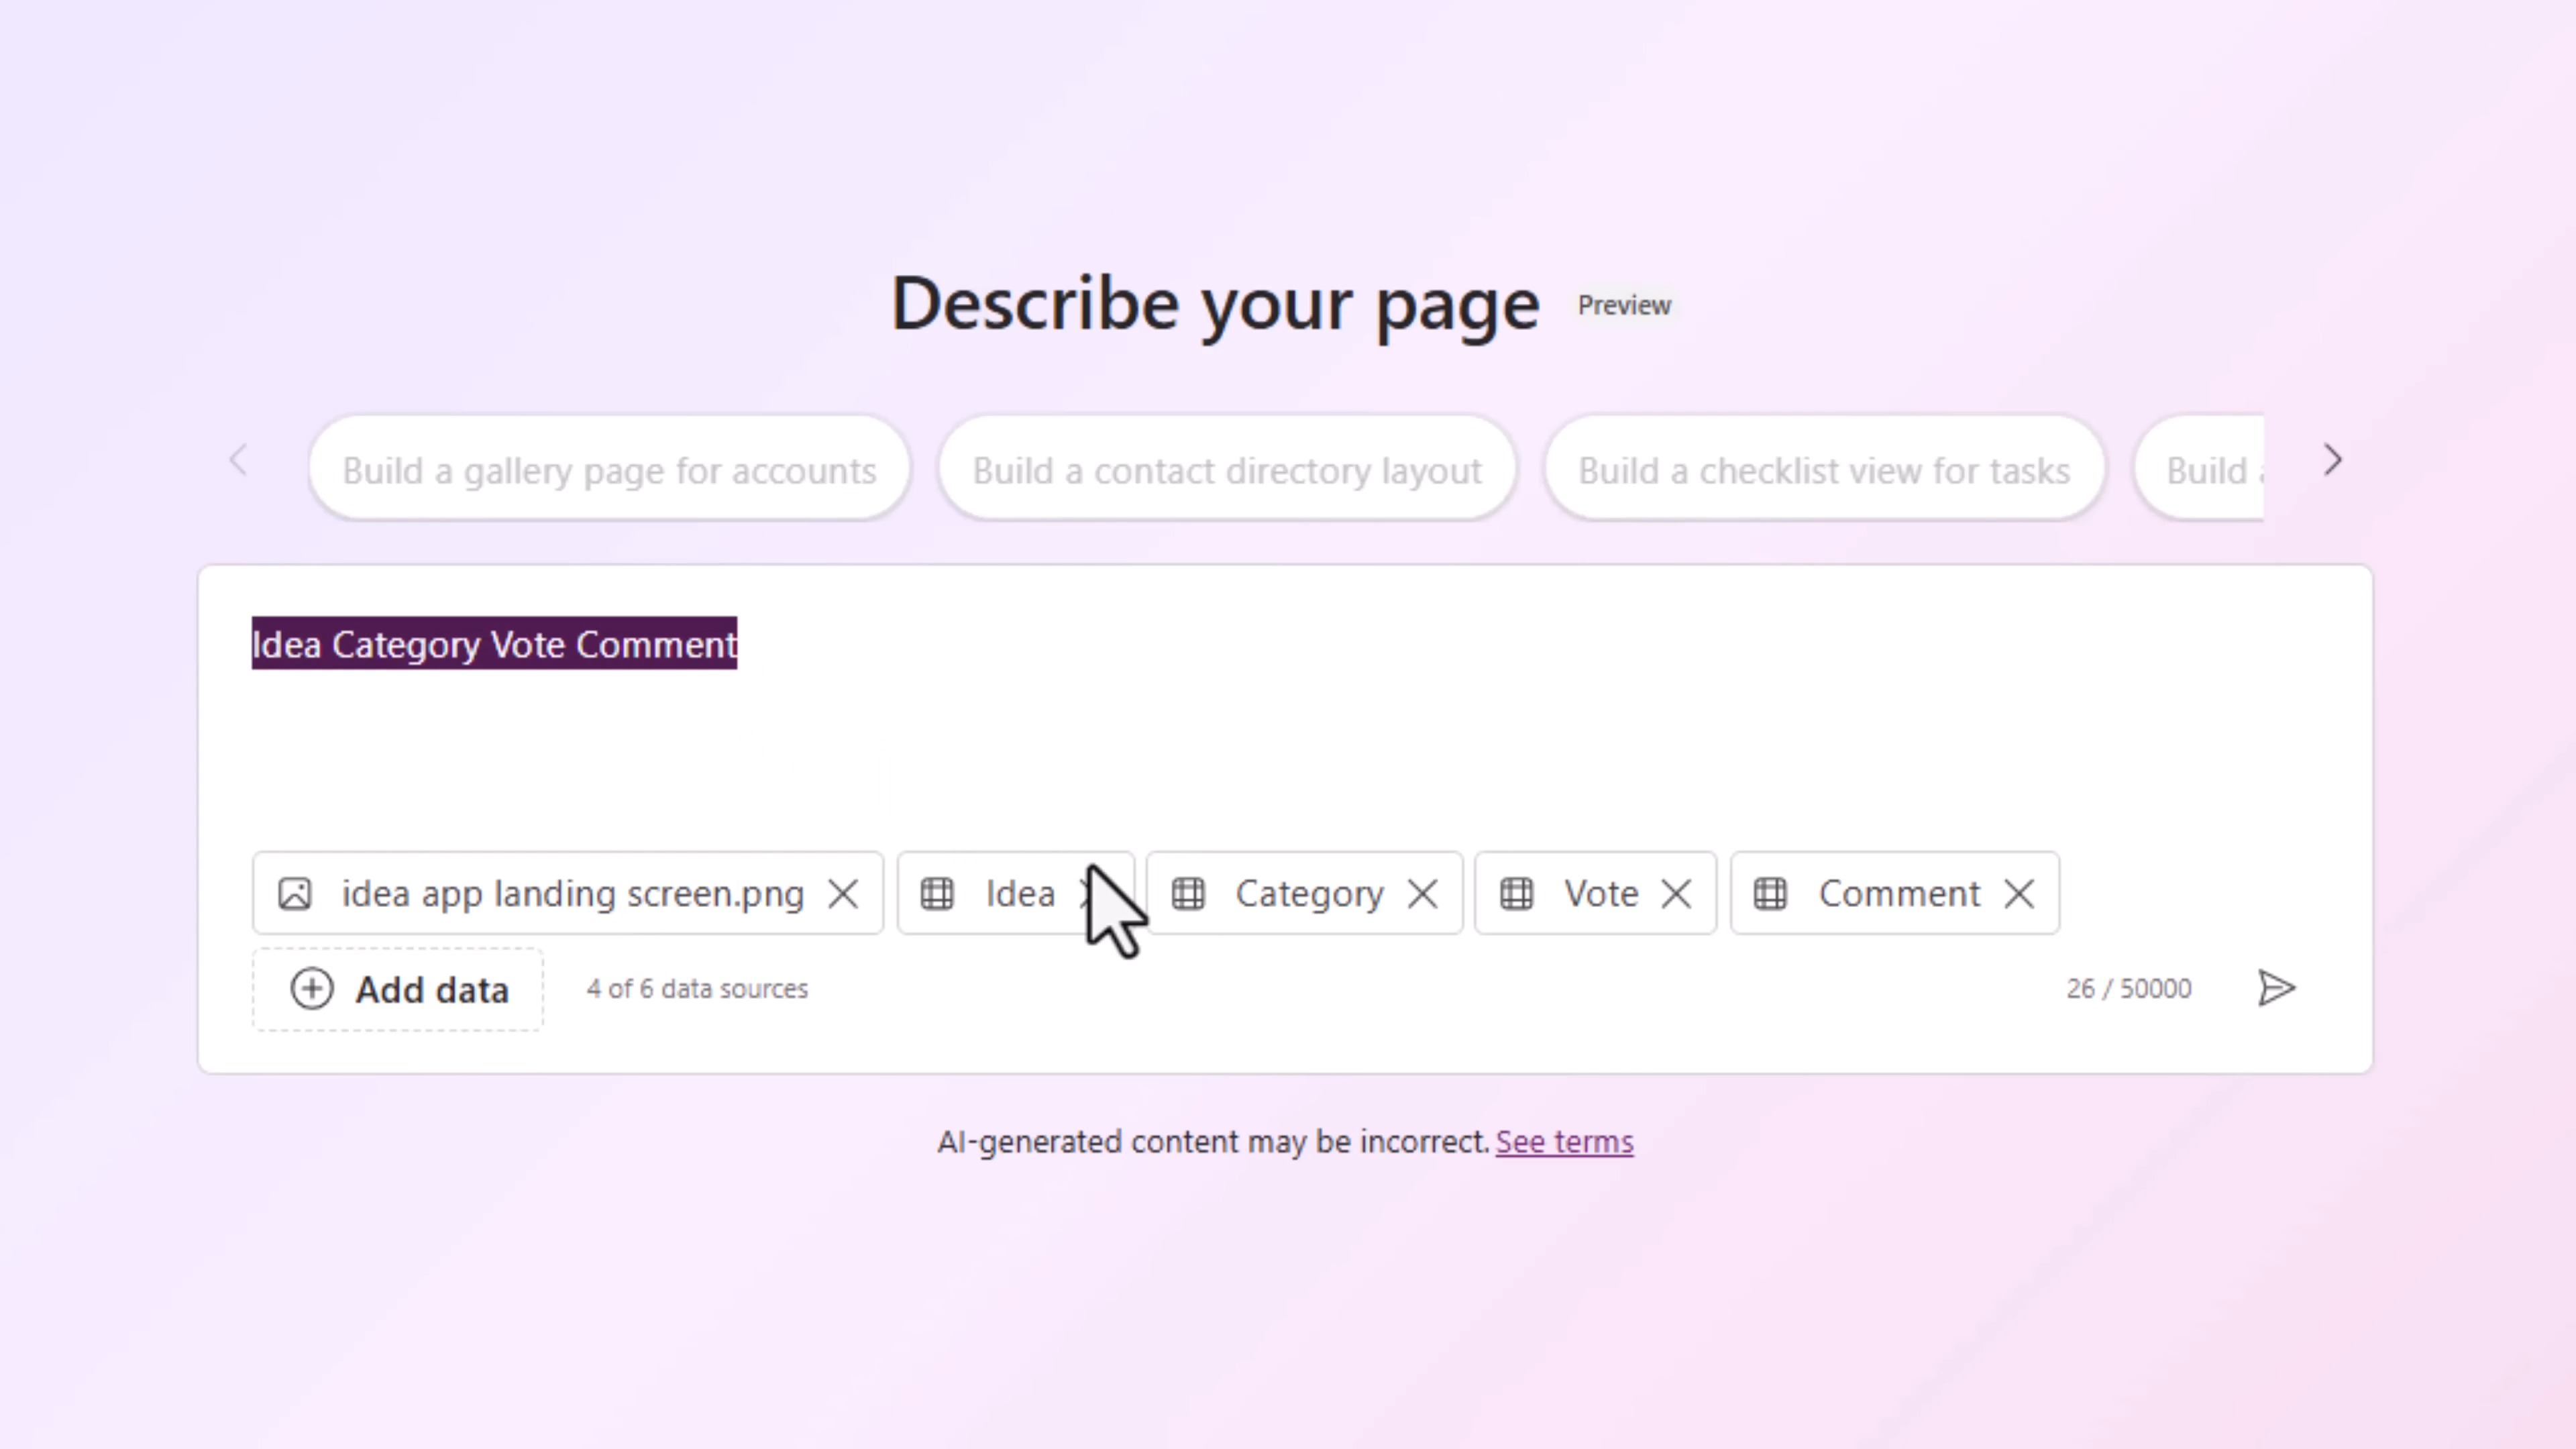 Describe your page Preview
Build a gallery page for accounts
Build a contact directory layout
Build a checklist view for tasks
Build
Idea Category Vote Comment
idea app landing screen.png
Idea
Category
Vote
Comment
Add data
4 of 6 data sources
26 / 50000
AI-generated content may be incorrect. See terms